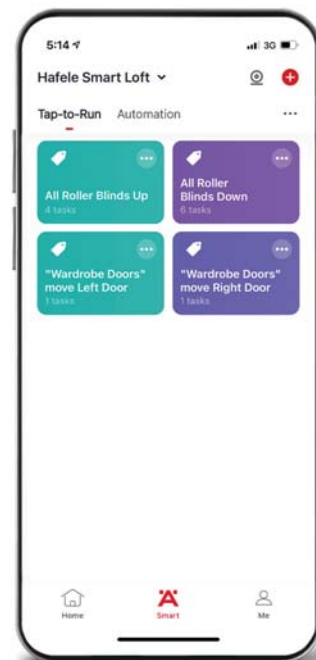 5:14
3G
Hafele Smart Loft
Tap-to-Run Automation
All Roller Blinds Up
4 tasks
All Roller
Blinds Down
6 tasks
"Wardrobe Doors"
move Left Door
1 tasks
"Wardrobe Doors"
move Right Door
1 tasks
Home
Smart
Me